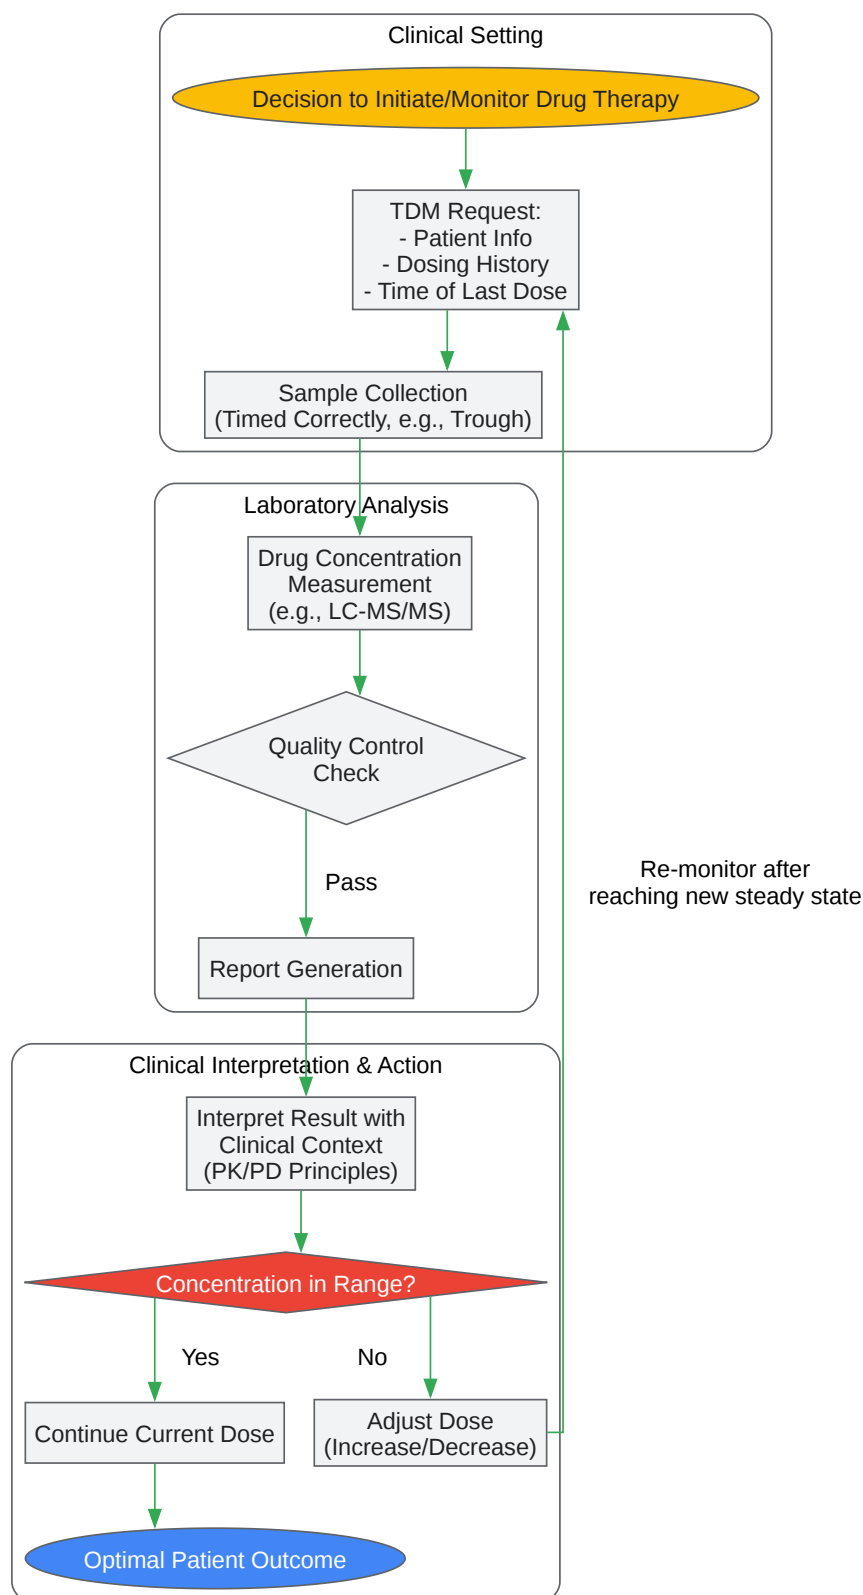 Clinical Setting
Decision to Initiate/Monitor Drug Therapy
TDM Request:
- Patient Info
- Dosing History
- Time of Last Dose
Sample Collection
(Timed Correctly, e.g., Trough)
Laboratory Analysis
Drug Concentration
Measurement
(e.g., LC-MS/MS)
Quality Control
Check
Pass
Re-monitor after
reaching new steady state
Report Generation
Clinical Interpretation & Action
Interpret Result with
Clinical Context
(PK/PD Principles)
Concentration in Range?
Yes
No
Continue Current Dose
Adjust Dose
(Increase/Decrease)
Optimal Patient Outcome